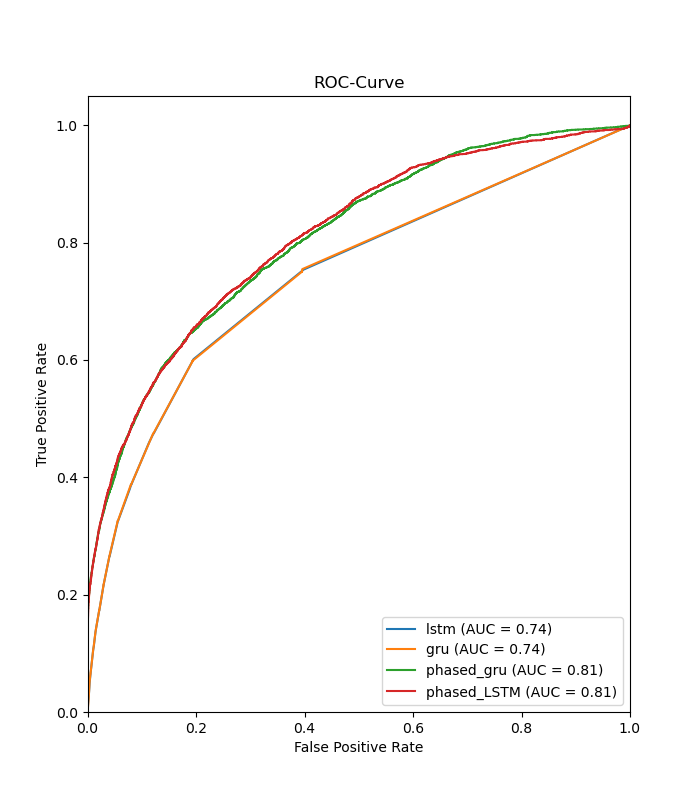 ROC-Curve
True Positive Rate
1.0
0.8
0.6
0.4
0.2
0.0
lstm (AUC = 0.74)
gru (AUC = 0.74)
phased_gru (AUC = 0.81)
phased_LSTM (AUC = 0.81)
0.0 0.2 0.4 0.6 0.8 1.0
False Positive Rate